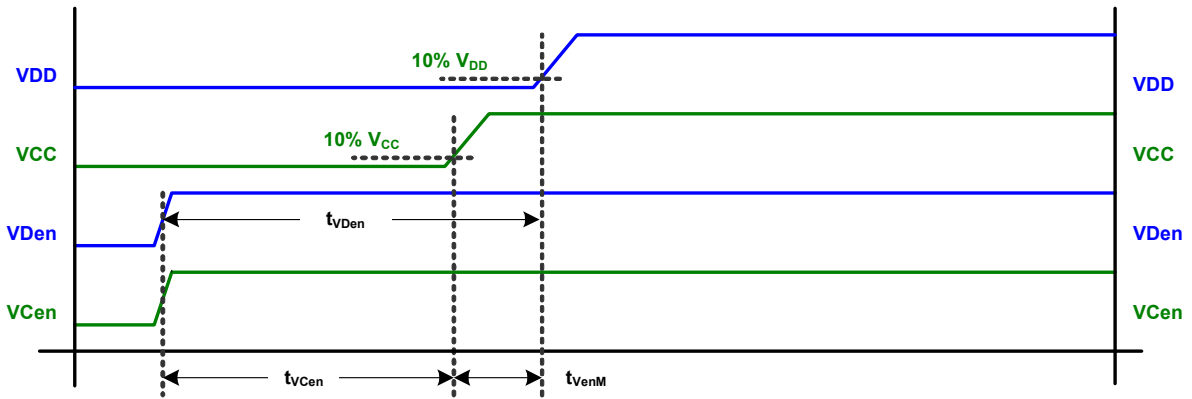 10% VDD
VDD
VDD
10% VCC
VCC
VCC
tVDen
VDen
VDen
VCen
VCen
tVCen
tVenM